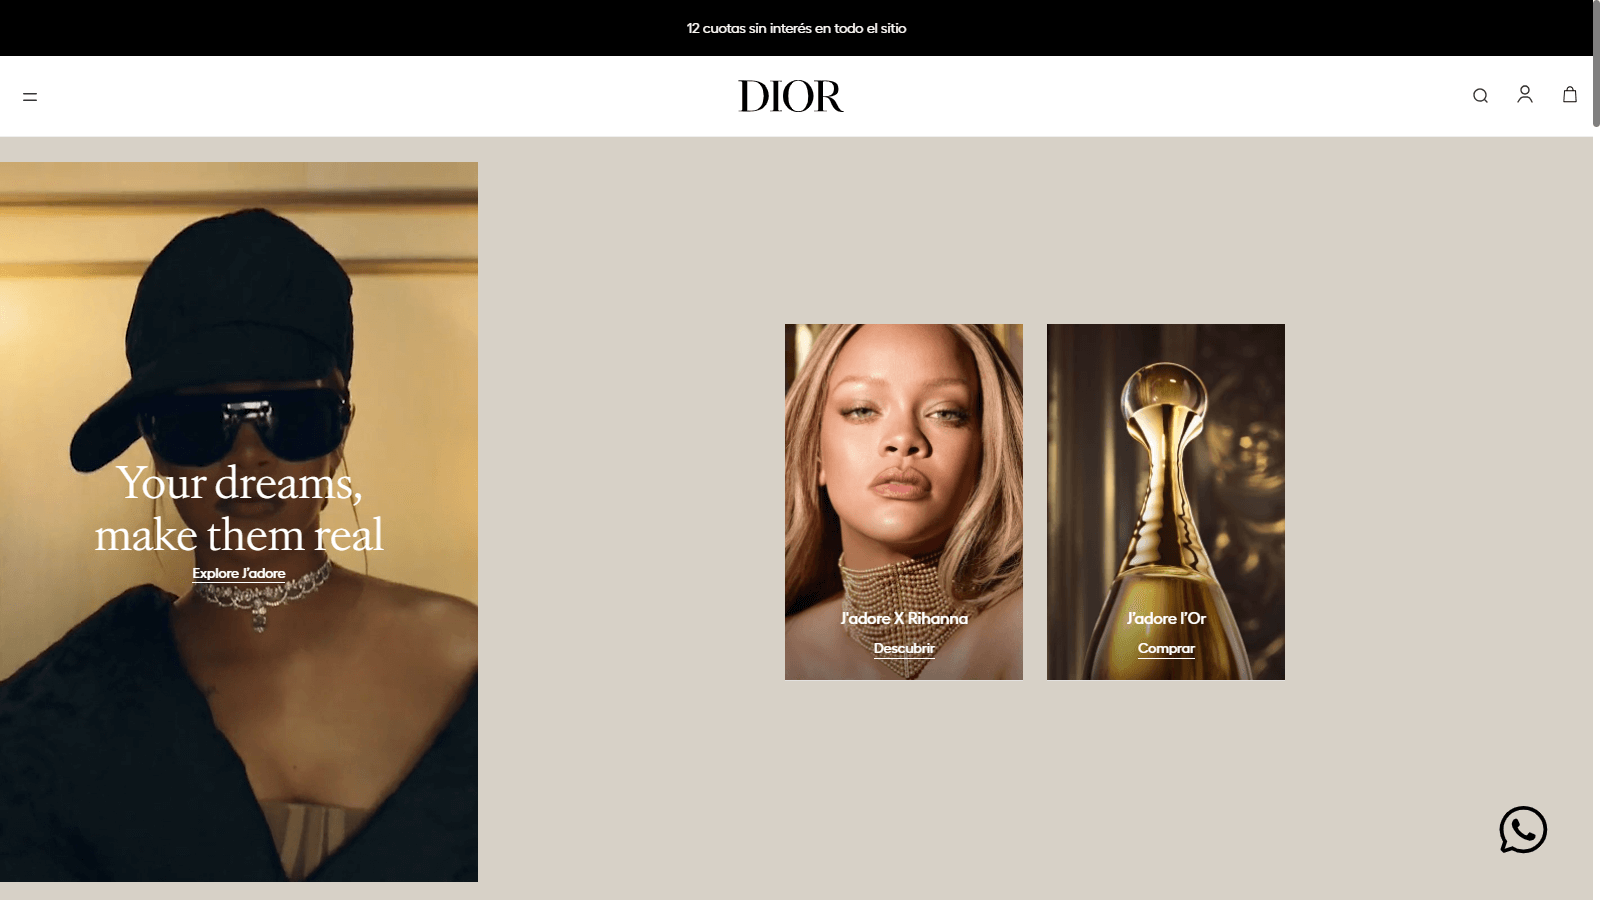 12 cuotas sin interés en todo el sitio
DIOR
Your dreams,
make them real
Explore J'adore
J'adore X Rihanna
Descubrir
J'adore l'Or
Comprar